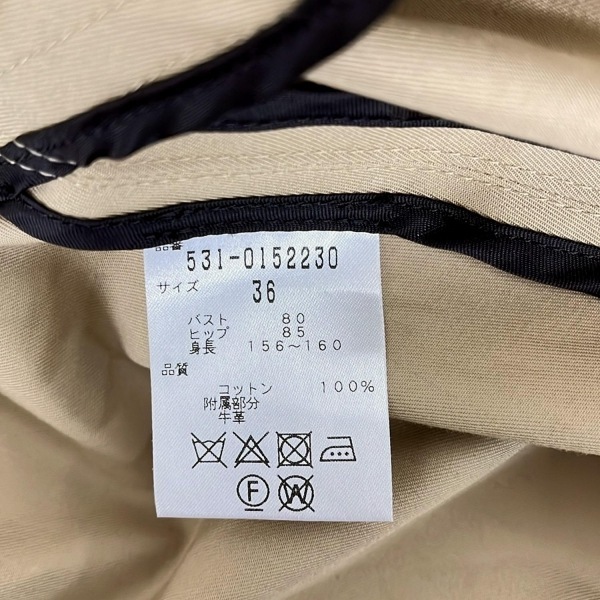 品番
531-0152230
サイズ 36
バスト 80
ヒップ 85
身長 156〜160
品質
コットン 100%
附属部分
牛革
F W